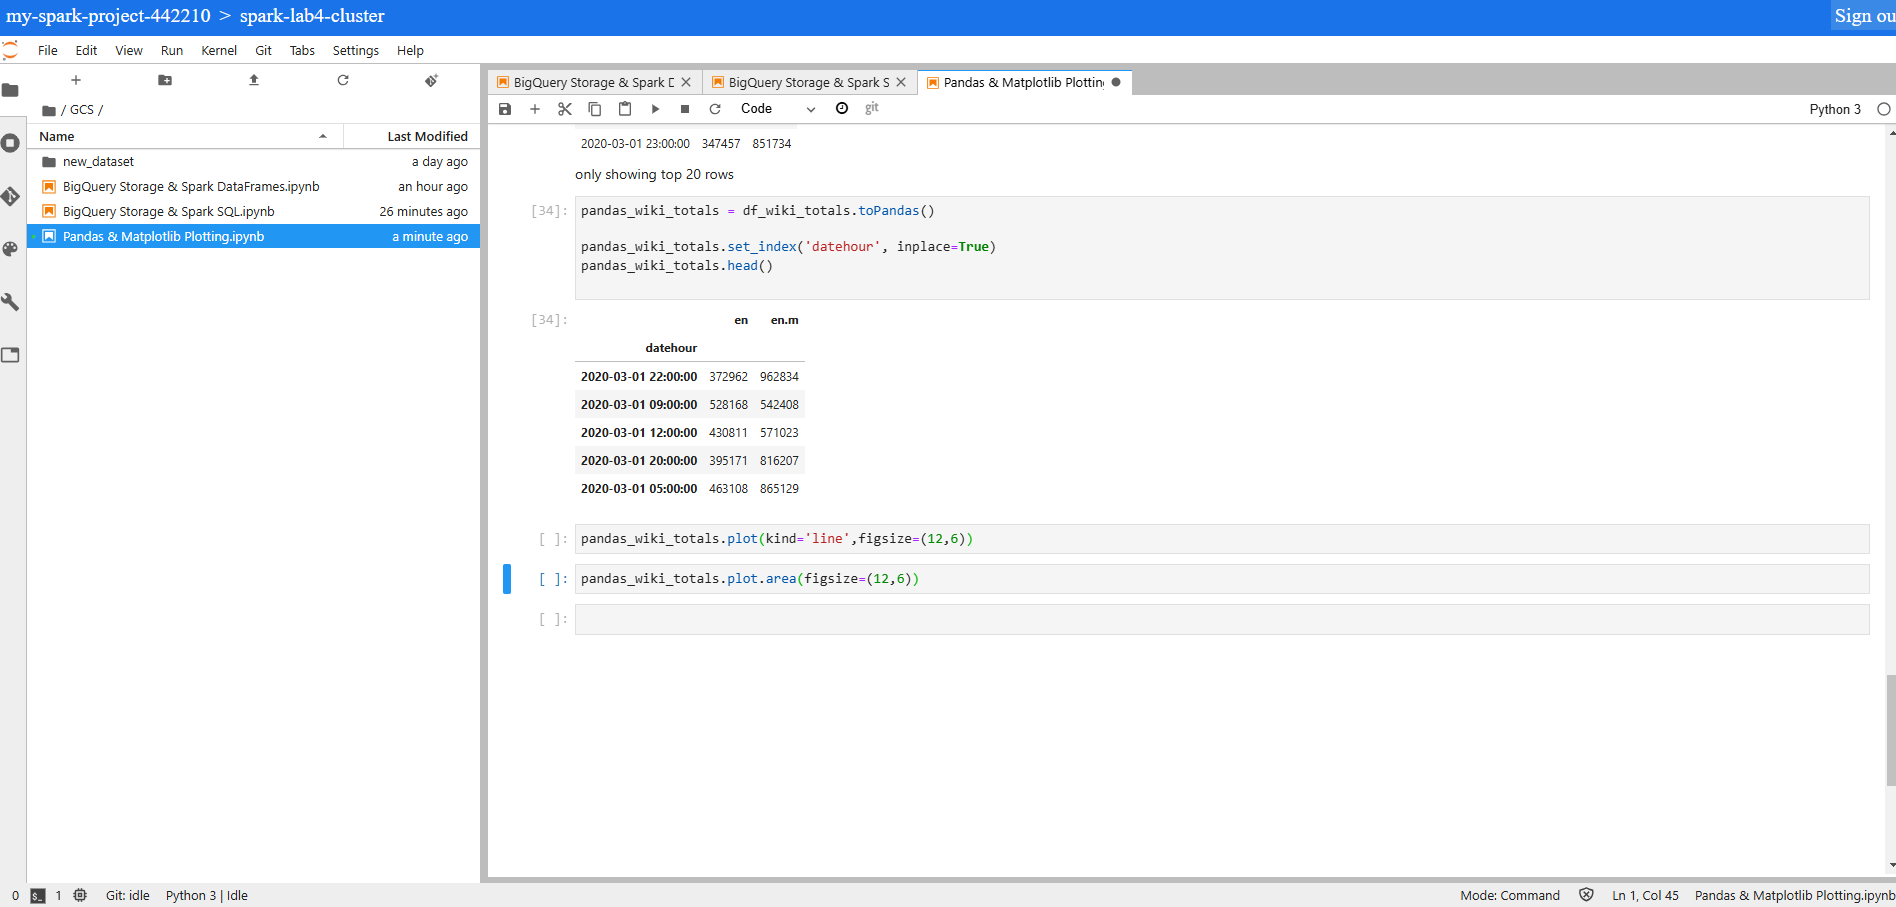 my-spark-project-442210 > spark-lab4-cluster
Sign ou
File Edit View Run Kernel Git Tabs Settings Help
/ GCS /
Name Last Modified
new_dataset a day ago
BigQuery Storage & Spark DataFrames.ipynb an hour ago
BigQuery Storage & Spark SQL.ipynb 26 minutes ago
Pandas & Matplotlib Plotting.ipynb a minute ago
BigQuery Storage & Spark D
BigQuery Storage & Spark S
Pandas & Matplotlib Plottin
Code
git
Python 3
2020-03-01 23:00:00 347457 851734
only showing top 20 rows
[34]: pandas_wiki_totals = df_wiki_totals.toPandas()
pandas_wiki_totals.set_index('datehour', inplace=True)
pandas_wiki_totals.head()
[34]: en en.m
datehour
2020-03-01 22:00:00 372962 962834
2020-03-01 09:00:00 528168 542408
2020-03-01 12:00:00 430811 571023
2020-03-01 20:00:00 395171 816207
2020-03-01 05:00:00 463108 865129
[ ]: pandas_wiki_totals.plot(kind='line',figsize=(12,6))
[ ]: pandas_wiki_totals.plot.area(figsize=(12,6))
[ ]:
0 $_ 1 Git: idle Python 3 | Idle
Mode: Command Ln 1, Col 45 Pandas & Matplotlib Plotting.ipynb